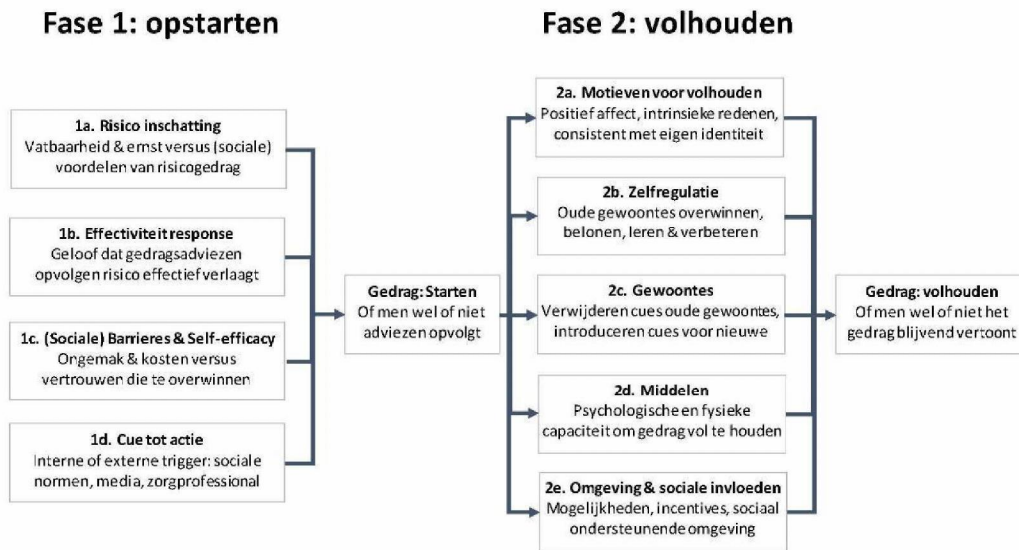 Fase 1: opstarten
1a. Risico inschatting
Vatbaarheid & ernst versus (sociale)
voordelen van risicogedrag
1b. Effectiviteit response
Geloof dat gedragsadviezen
opvolgen risico effectief verlaagt
1c. (Sociale) Barrieres & Self-efficacy
Ongemak & kosten versus
vertrouwen die te overwinnen
1d. Cue tot actie
Interne of externe trigger: sociale
normen, media, zorgprofessional
Gedrag: Starten
Of men wel of niet
adviezen opvolgt
Fase 2: volhouden
2a. Motieven voor volhouden
Positief affect, intrinsieke redenen,
consistent met eigen identiteit
2b. Zelfregulatie
Oude gewoontes overwinnen,
belonen, leren & verbeteren
2c. Gewoontes
Verwijderen cues oude gewoontes,
introduceren cues voor nieuwe
2d. Middelen
Psychologische en fysieke
capaciteit om gedrag vol te houden
2e. Omgeving & sociale invloeden
Mogelijkheden, incentives, sociaal
ondersteunende omgeving
Gedrag: volhouden
Of men wel of niet het
gedrag blijvend vertoont